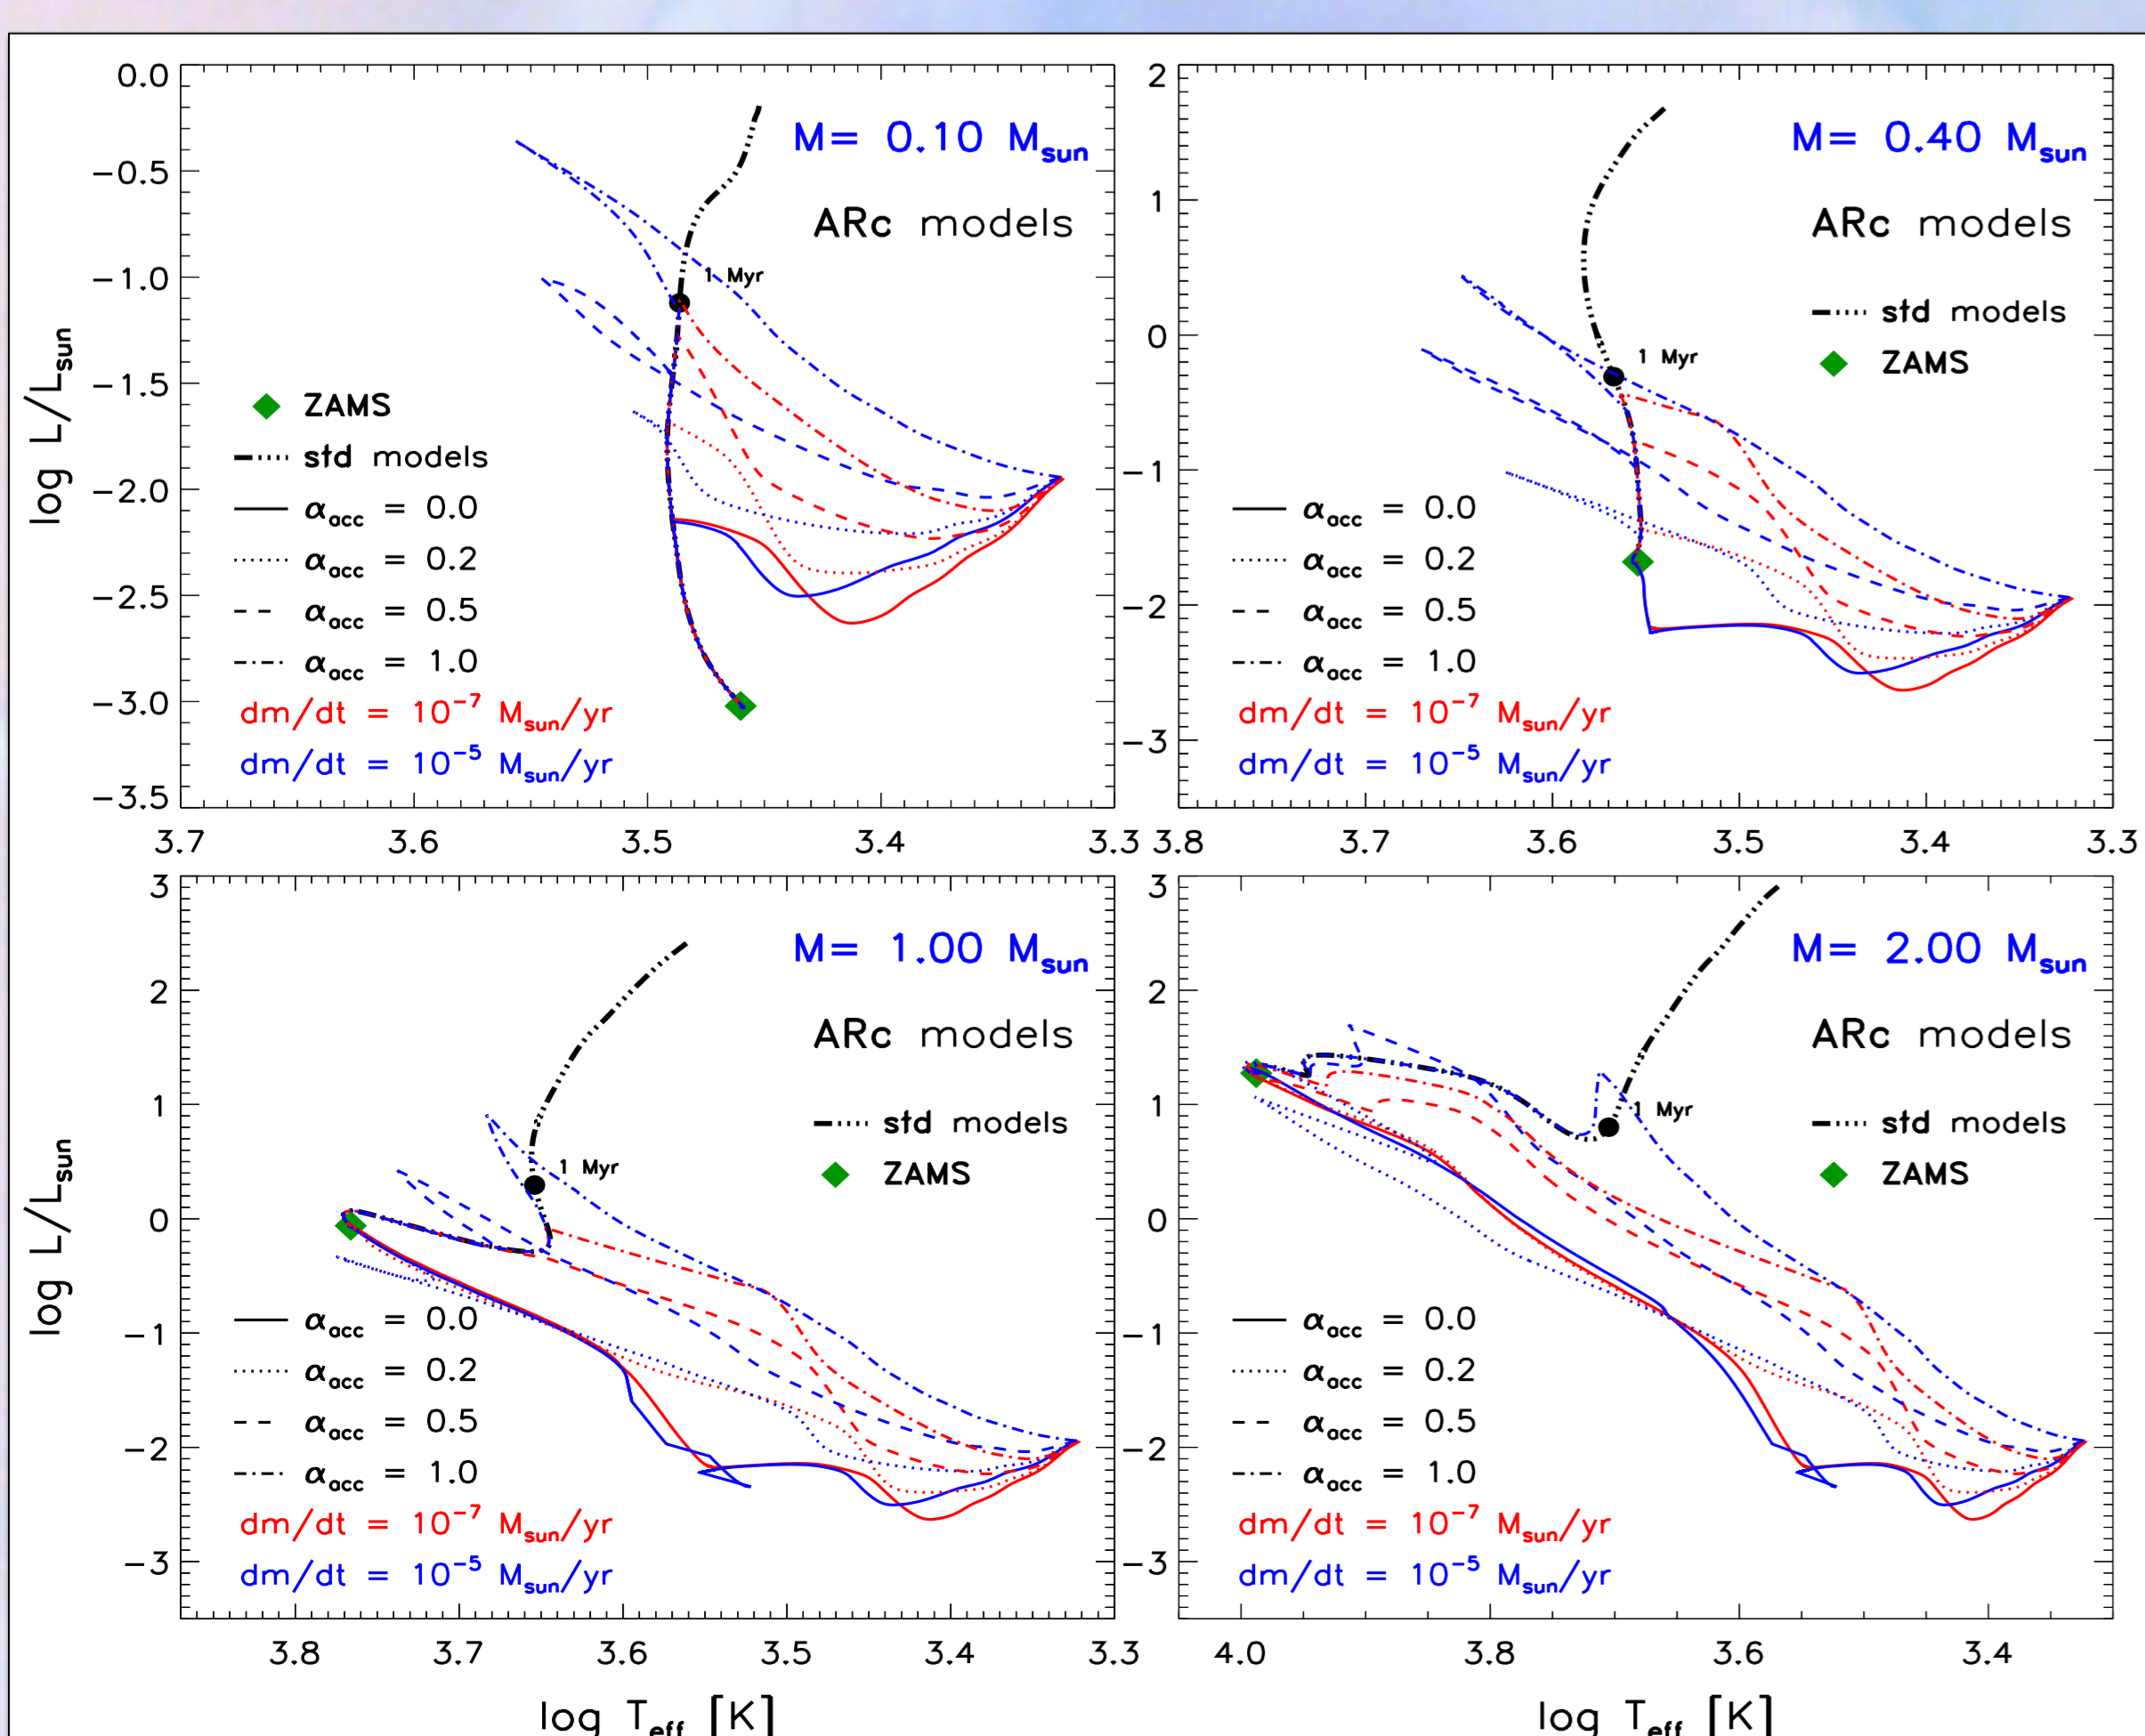 0.0
−0.5
−1.0
−1.5
−2.0
−2.5
−3.0
−3.5
log L/Lsun
M= 0.10 Msun
ARc models
1 Myr
ZAMS
std models
αacc = 0.0
αacc = 0.2
αacc = 0.5
αacc = 1.0
dm/dt = 10⁻⁷ Msun/yr
dm/dt = 10⁻⁵ Msun/yr
3.7 3.6 3.5 3.4 3.3
2
1
0
−1
−2
−3
M= 0.40 Msun
ARc models
std models
ZAMS
1 Myr
αacc = 0.0
αacc = 0.2
αacc = 0.5
αacc = 1.0
dm/dt = 10⁻⁷ Msun/yr
dm/dt = 10⁻⁵ Msun/yr
3.8 3.7 3.6 3.5 3.4 3.3
3
2
1
0
−1
−2
−3
log L/Lsun
M= 1.00 Msun
ARc models
std models
ZAMS
1 Myr
αacc = 0.0
αacc = 0.2
αacc = 0.5
αacc = 1.0
dm/dt = 10⁻⁷ Msun/yr
dm/dt = 10⁻⁵ Msun/yr
3.8 3.7 3.6 3.5 3.4 3.3
log Teff [K]
3
2
1
0
−1
−2
−3
M= 2.00 Msun
ARc models
1 Myr
std models
ZAMS
αacc = 0.0
αacc = 0.2
αacc = 0.5
αacc = 1.0
dm/dt = 10⁻⁷ Msun/yr
dm/dt = 10⁻⁵ Msun/yr
4.0 3.8 3.6 3.4
log Teff [K]